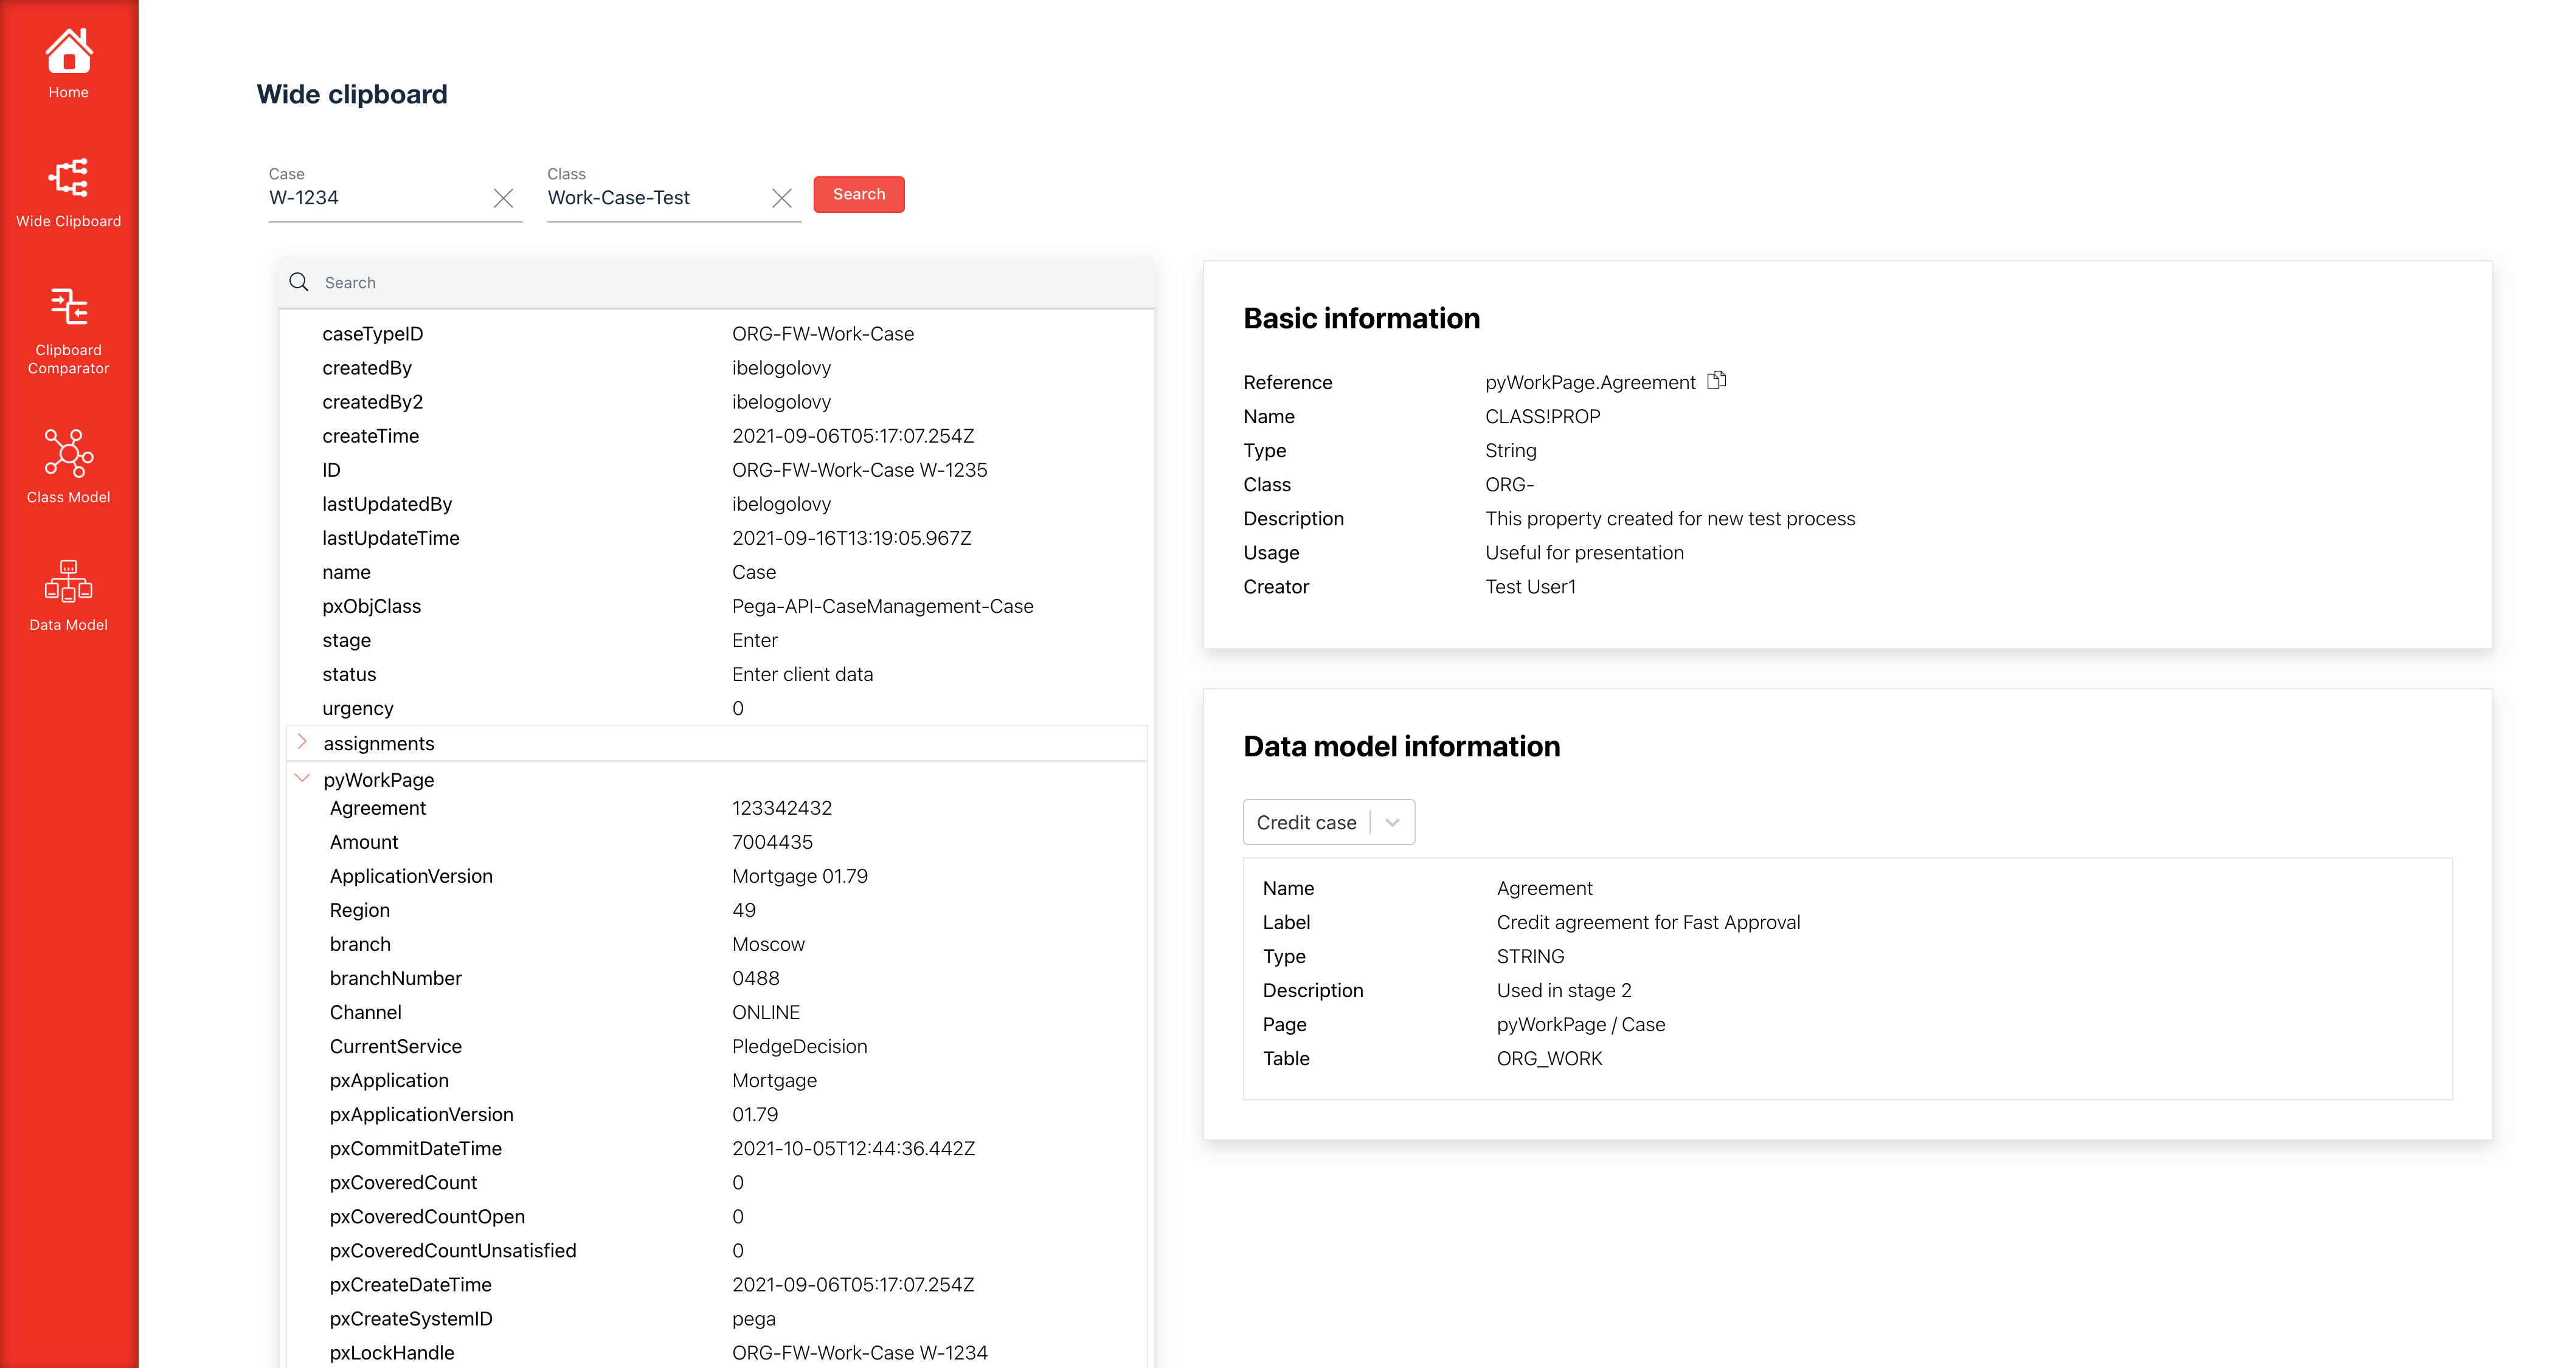 Home
Wide Clipboard
Clipboard
Comparator
Class Model
Data Model
Wide clipboard
Case
W-1234
Class
Work-Case-Test
Search
Search
caseTypeID ORG-FW-Work-Case
createdBy ibelogolovy
createdBy2 ibelogolovy
createTime 2021-09-06T05:17:07.254Z
ID ORG-FW-Work-Case W-1235
lastUpdatedBy ibelogolovy
lastUpdateTime 2021-09-16T13:19:05.967Z
name Case
pxObjClass Pega-API-CaseManagement-Case
stage Enter
status Enter client data
urgency 0
assignments
pyWorkPage
Agreement 123342432
Amount 7004435
ApplicationVersion Mortgage 01.79
Region 49
branch Moscow
branchNumber 0488
Channel ONLINE
CurrentService PledgeDecision
pxApplication Mortgage
pxApplicationVersion 01.79
pxCommitDateTime 2021-10-05T12:44:36.442Z
pxCoveredCount 0
pxCoveredCountOpen 0
pxCoveredCountUnsatisfied 0
pxCreateDateTime 2021-09-06T05:17:07.254Z
pxCreateSystemID pega
pxLockHandle ORG-FW-Work-Case W-1234
Basic information
Reference pyWorkPage.Agreement
Name CLASS!PROP
Type String
Class ORG-
Description This property created for new test process
Usage Useful for presentation
Creator Test User1
Data model information
Credit case
Name Agreement
Label Credit agreement for Fast Approval
Type STRING
Description Used in stage 2
Page pyWorkPage / Case
Table ORG_WORK